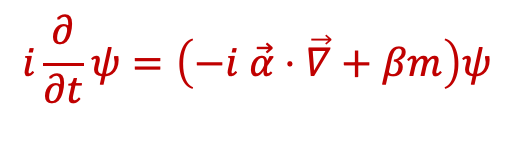 i ∂/∂t ψ = (−i α⃗ · ∇⃗ + βm)ψ